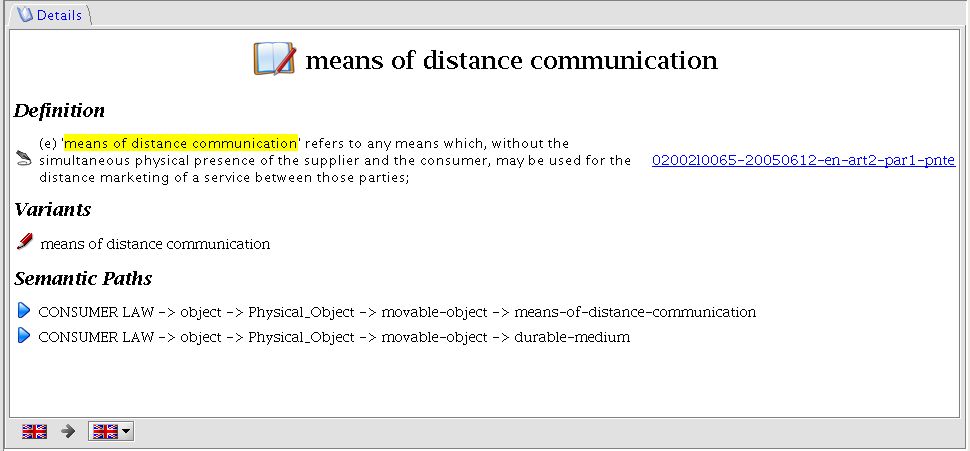 Details
means of distance communication
Definition
(e) 'means of distance communication' refers to any means which, without the
simultaneous physical presence of the supplier and the consumer, may be used for the
distance marketing of a service between those parties;
02002l0065-20050612-en-art2-par1-pnte
Variants
means of distance communication
Semantic Paths
CONSUMER LAW -> object -> Physical_Object -> movable-object -> means-of-distance-communication
CONSUMER LAW -> object -> Physical_Object -> movable-object -> durable-medium